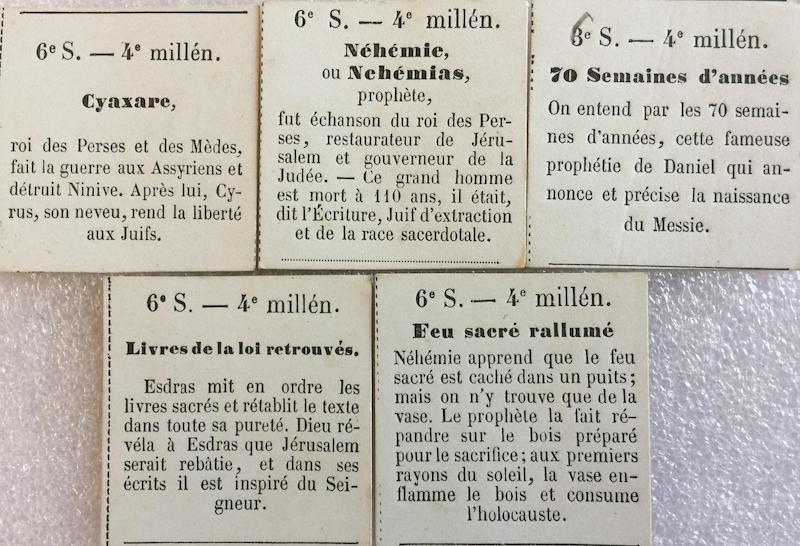 6e S. — 4e millén.
Cyaxare,
roi des Perses et des Mèdes,
fait la guerre aux Assyriens et
détruit Ninive. Après lui, Cy-
rus, son neveu, rend la liberté
aux Juifs.
6e S. — 4e millén.
Néhémie,
ou Nehémias,
prophète,
fut échanson du roi des Per-
ses, restaurateur de Jéru-
salem et gouverneur de la
Judée. — Ce grand homme
est mort à 110 ans, il était,
dit l'Écriture, Juif d'extraction
et de la race sacerdotale.
6e S. — 4e millén.
70 Semaines d'années
On entend par les 70 semai-
nes d'années, cette fameuse
prophétie de Daniel qui an-
nonce et précise la naissance
du Messie.
6e S. — 4e millén.
Livres de la loi retrouvés.
Esdras mit en ordre les
livres sacrés et rétablit le texte
dans toute sa pureté. Dieu ré-
véla à Esdras que Jérusalem
serait rebâtie, et dans ses
écrits il est inspiré du Sei-
gneur.
6e S. — 4e millén.
Feu sacré rallumé
Néhémie apprend que le feu
sacré est caché dans un puits;
mais on n'y trouve que de la
vase. Le prophète la fait ré-
pandre sur le bois préparé
pour le sacrifice; aux premiers
rayons du soleil, la vase en-
flamme le bois et consume
l'holocauste.